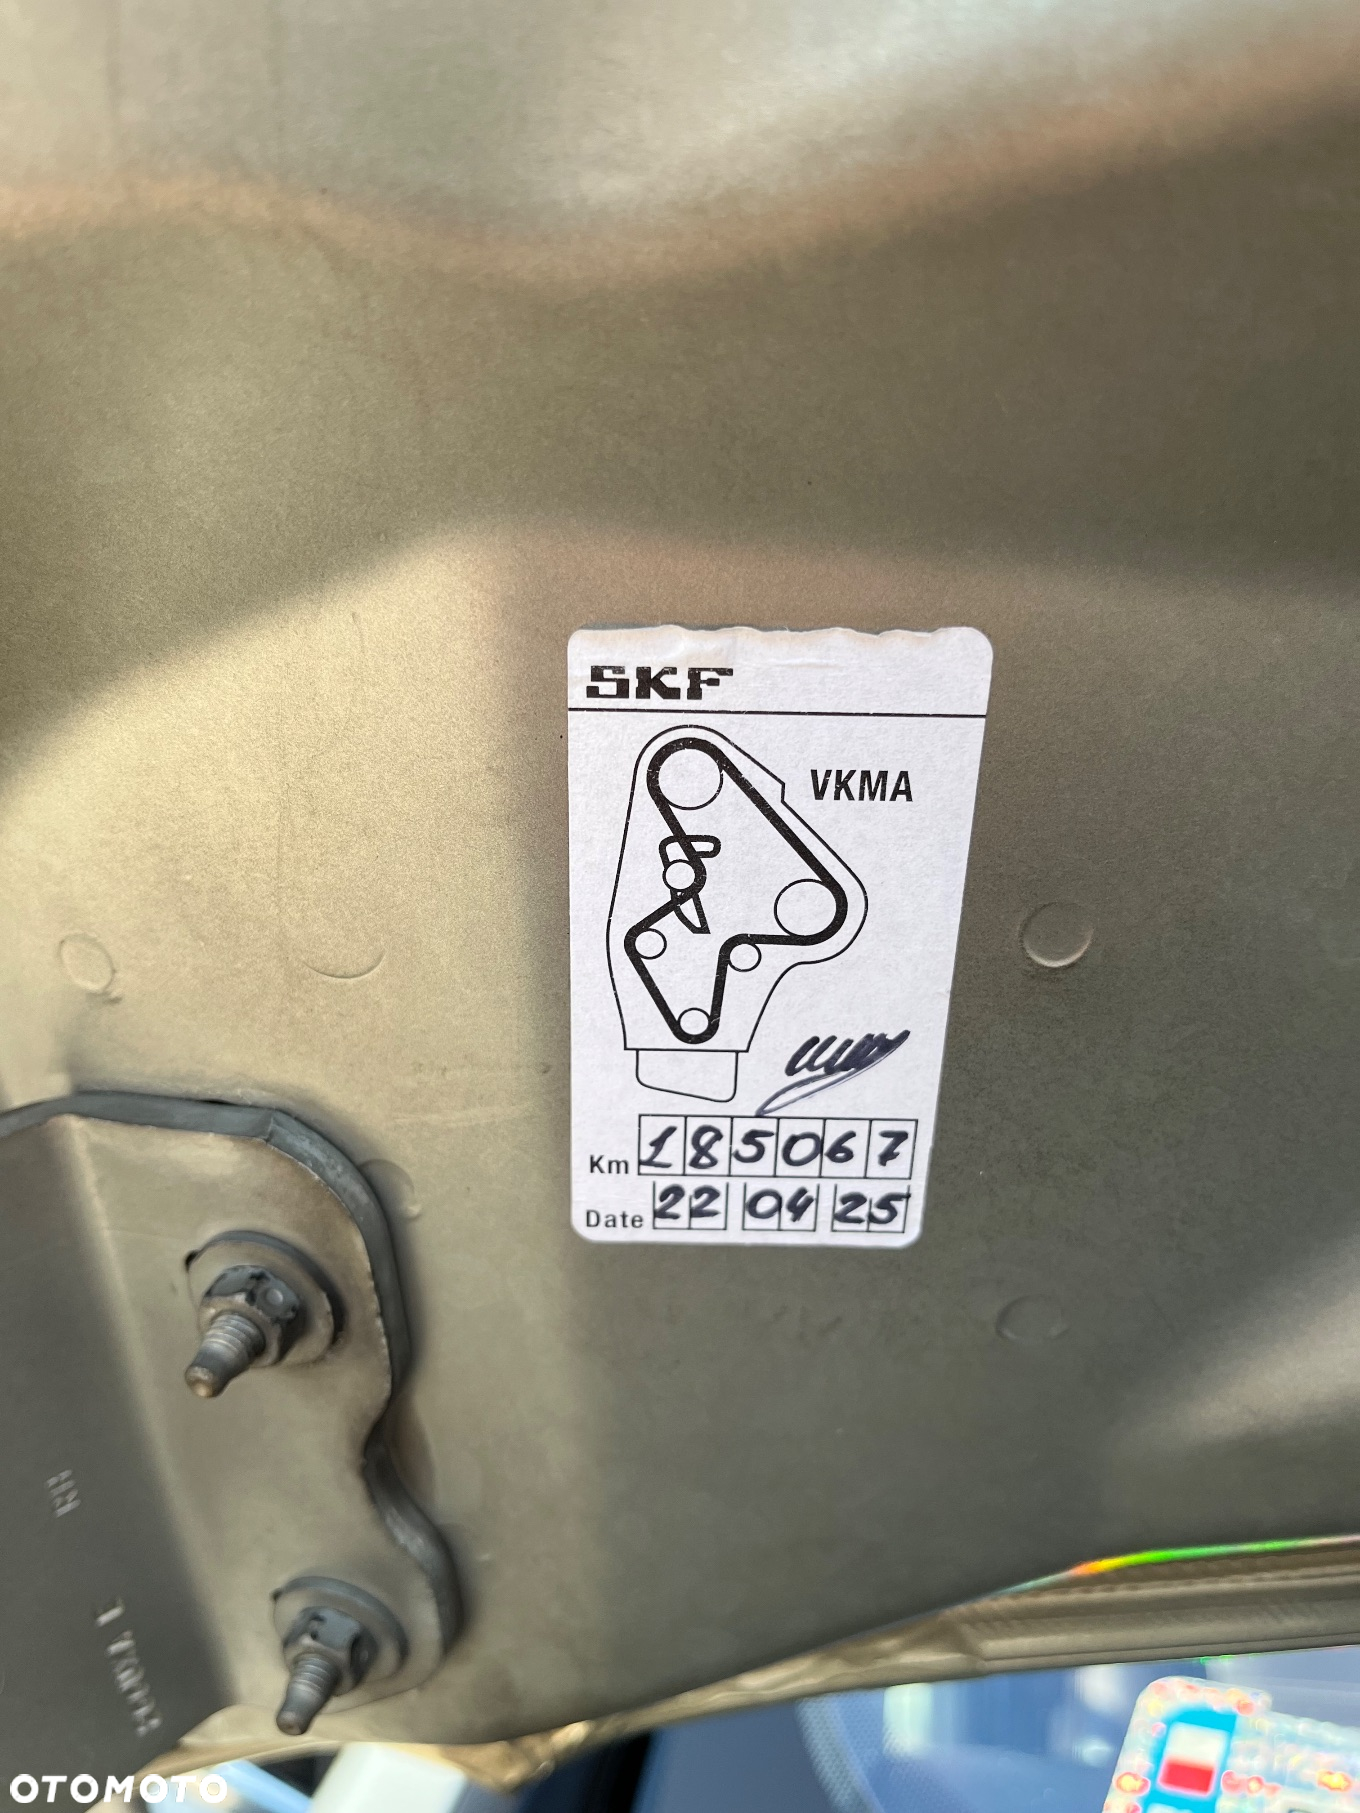 SKF
VKMA
Km 185067
Date 22 04 25
OTOMOTO